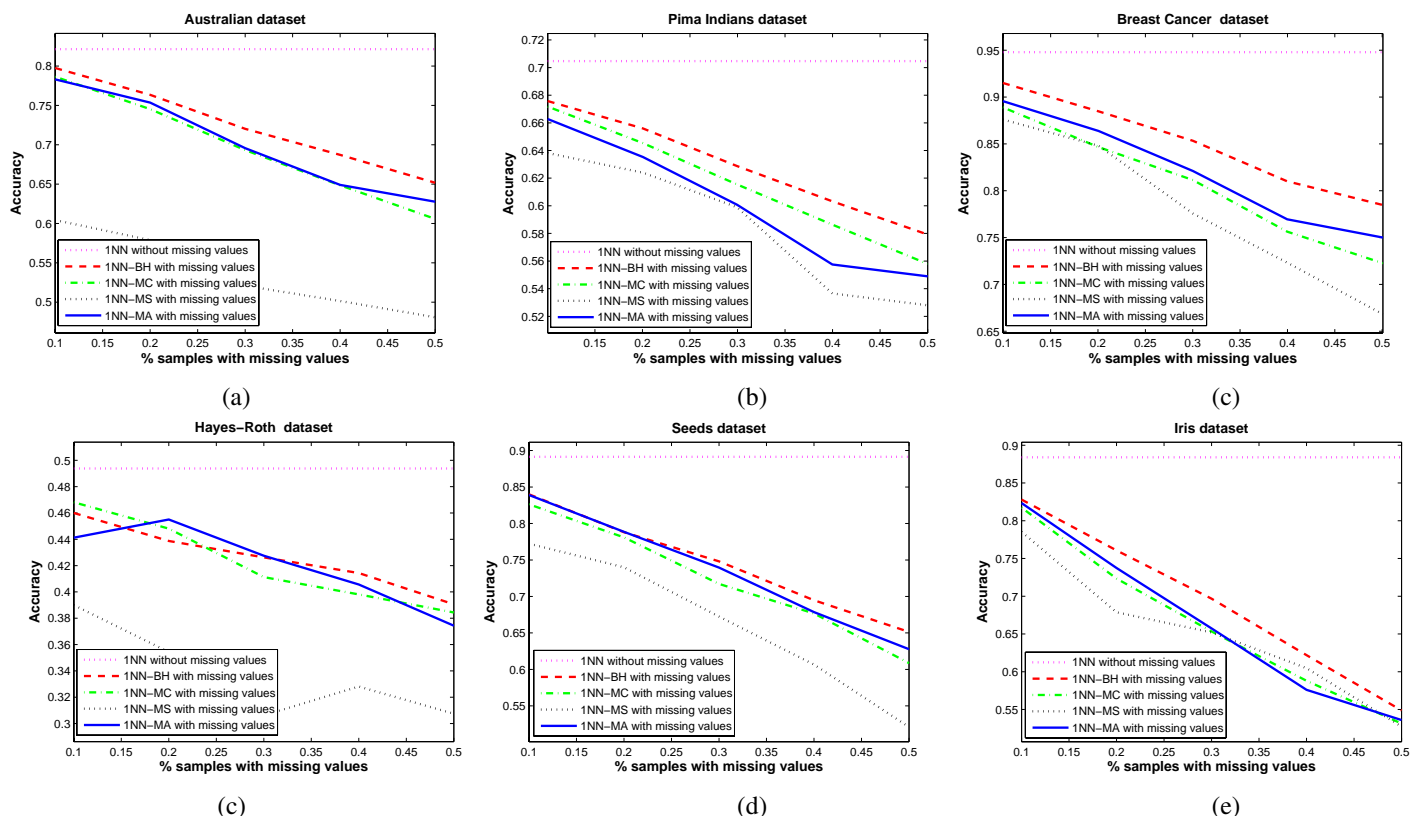 Australian dataset
Accuracy
0.8
0.75
0.7
0.65
0.6
0.55
0.5
1NN without missing values
1NN−BH with missing values
1NN−MC with missing values
1NN−MS with missing values
1NN−MA with missing values
0.1 0.15 0.2 0.25 0.3 0.35 0.4 0.45 0.5
% samples with missing values
(a)
Pima Indians dataset
Accuracy
0.72
0.7
0.68
0.66
0.64
0.62
0.6
0.58
0.56
0.54
0.52
1NN without missing values
1NN−BH with missing values
1NN−MC with missing values
1NN−MS with missing values
1NN−MA with missing values
0.1 0.15 0.2 0.25 0.3 0.35 0.4 0.45 0.5
% samples with missing values
(b)
Breast Cancer dataset
Accuracy
0.95
0.9
0.85
0.8
0.75
0.7
0.65
1NN without missing values
1NN−BH with missing values
1NN−MC with missing values
1NN−MS with missing values
1NN−MA with missing values
0.1 0.15 0.2 0.25 0.3 0.35 0.4 0.45 0.5
% samples with missing values
(c)
Hayes−Roth dataset
Accuracy
0.5
0.48
0.46
0.44
0.42
0.4
0.38
0.36
0.34
0.32
0.3
1NN without missing values
1NN−BH with missing values
1NN−MC with missing values
1NN−MS with missing values
1NN−MA with missing values
0.1 0.15 0.2 0.25 0.3 0.35 0.4 0.45 0.5
% samples with missing values
(c)
Seeds dataset
Accuracy
0.9
0.85
0.8
0.75
0.7
0.65
0.6
0.55
1NN without missing values
1NN−BH with missing values
1NN−MC with missing values
1NN−MS with missing values
1NN−MA with missing values
0.1 0.15 0.2 0.25 0.3 0.35 0.4 0.45 0.5
% samples with missing values
(d)
Iris dataset
Accuracy
0.9
0.85
0.8
0.75
0.7
0.65
0.6
0.55
1NN without missing values
1NN−BH with missing values
1NN−MC with missing values
1NN−MS with missing values
1NN−MA with missing values
0.1 0.15 0.2 0.25 0.3 0.35 0.4 0.45 0.5
% samples with missing values
(e)